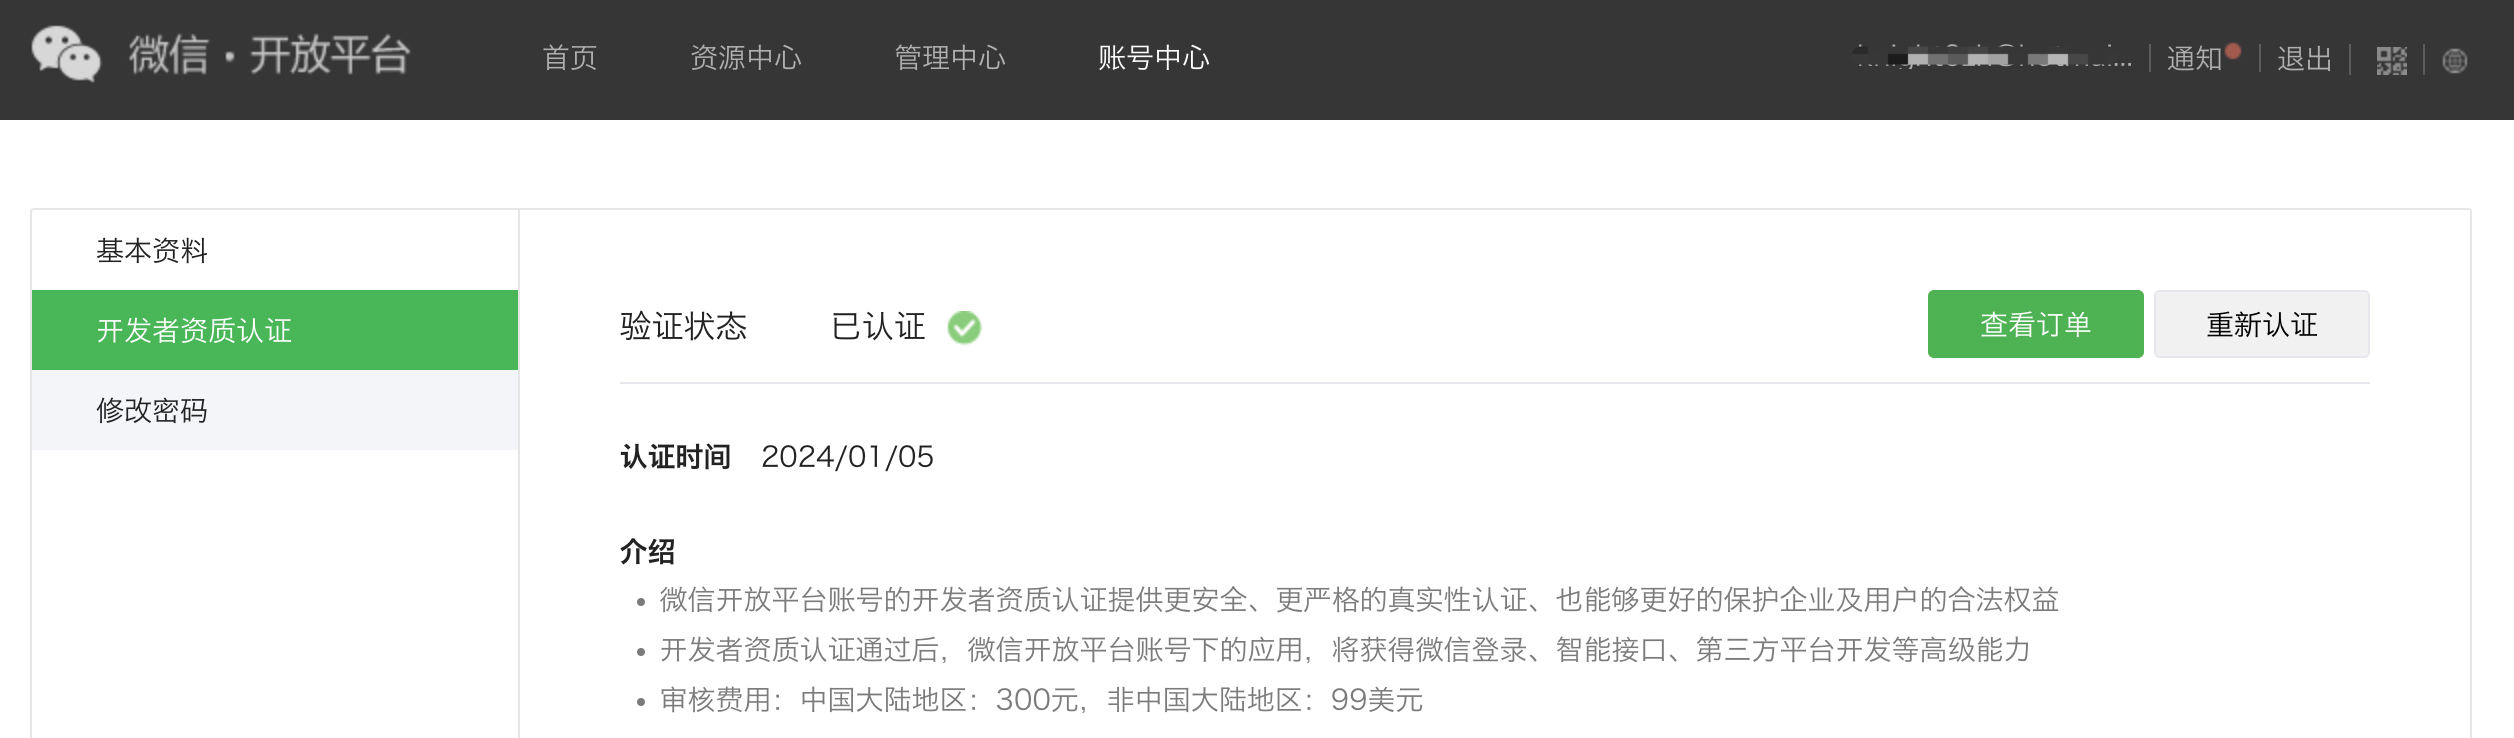 微信·开放平台
首页 资源中心 管理中心 账号中心 通知 退出
基本资料
开发者资质认证
修改密码
验证状态 已认证 查看订单 重新认证
认证时间 2024/01/05
介绍
微信开放平台账号的开发者资质认证提供更安全、更严格的真实性认证、也能够更好的保护企业及用户的合法权益
开发者资质认证通过后，微信开放平台账号下的应用，将获得微信登录、智能接口、第三方平台开发等高级能力
审核费用：中国大陆地区：300元，非中国大陆地区：99美元